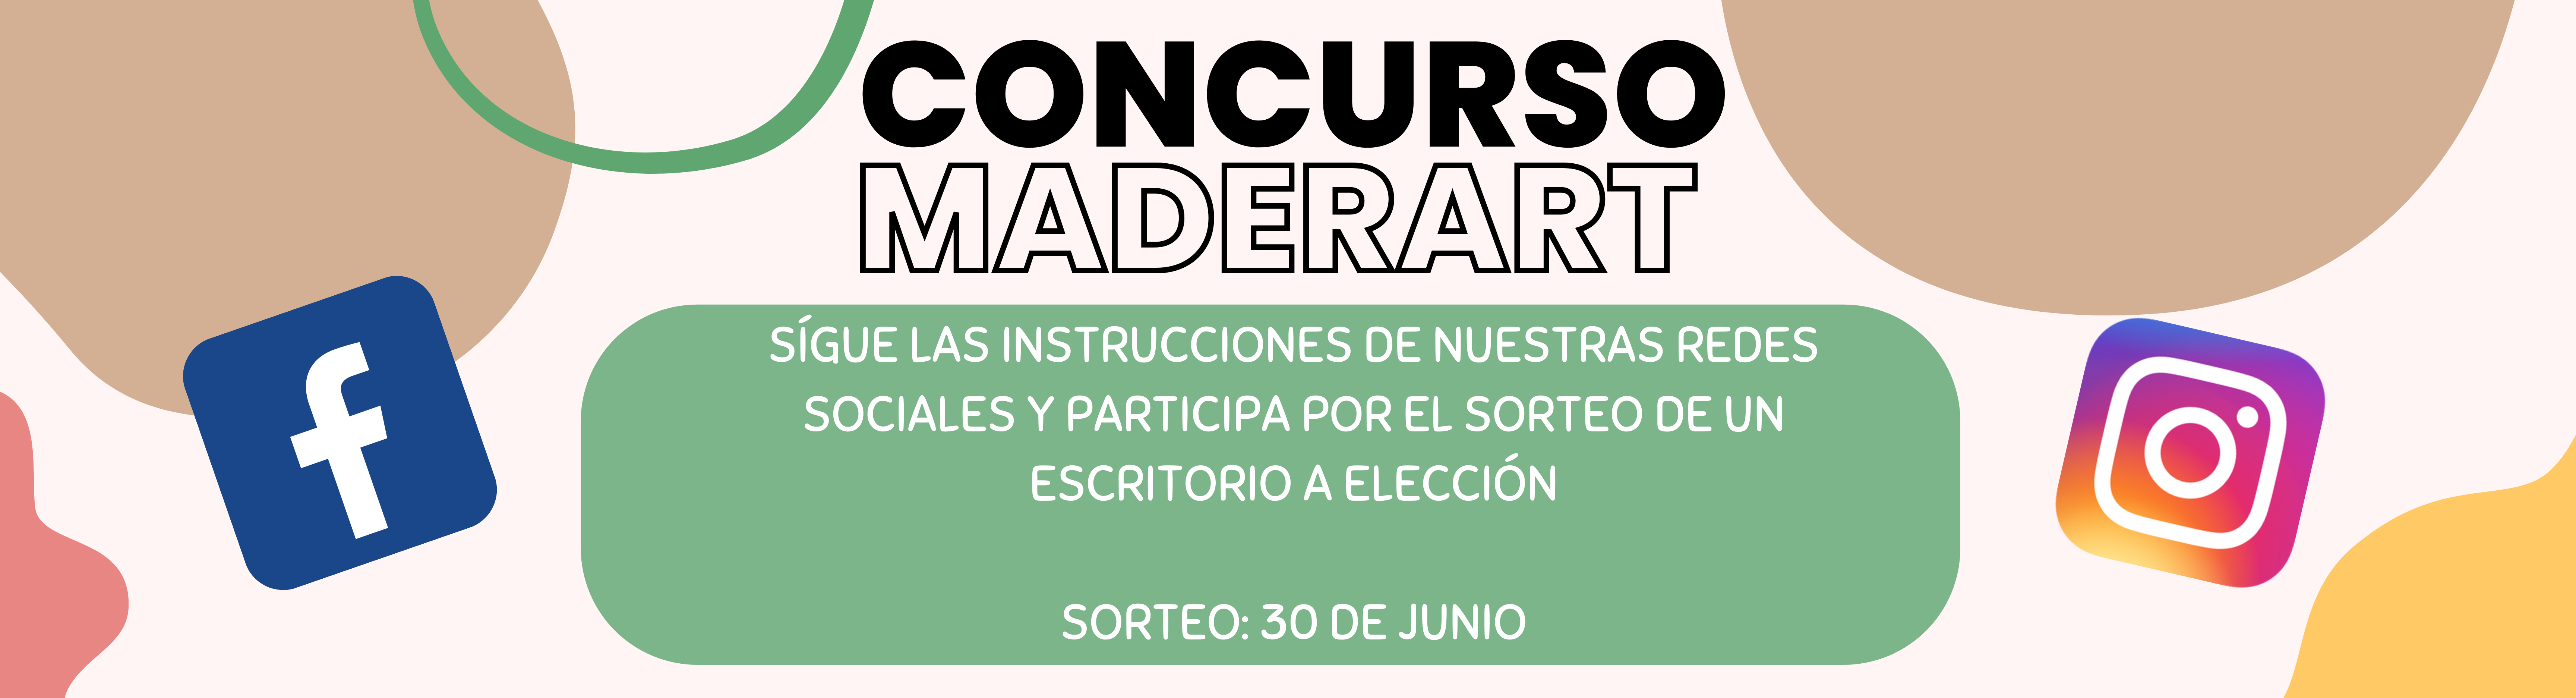 CONCURSO
MADERART
SÍGUE LAS INSTRUCCIONES DE NUESTRAS REDES
SOCIALES Y PARTICIPA POR EL SORTEO DE UN
ESCRITORIO A ELECCIÓN
SORTEO: 30 DE JUNIO